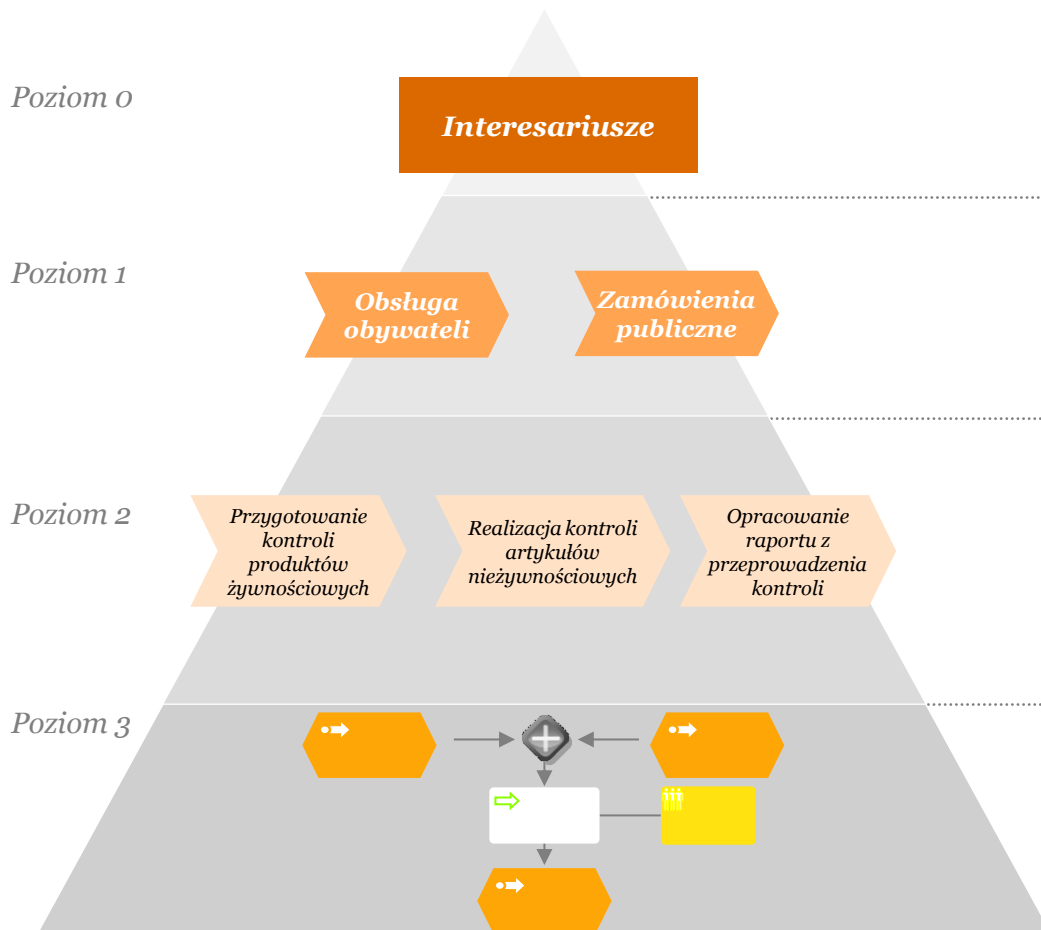 Poziom 0
Interesariusze
Poziom 1
Obsługa
obywateli
Zamówienia
publiczne
Poziom 2
Przygotowanie
kontroli
produktów
żywnościowych
Realizacja kontroli
artykułów
nieżywnościowych
Opracowanie
raportu z
przeprowadzenia
kontroli
Poziom 3